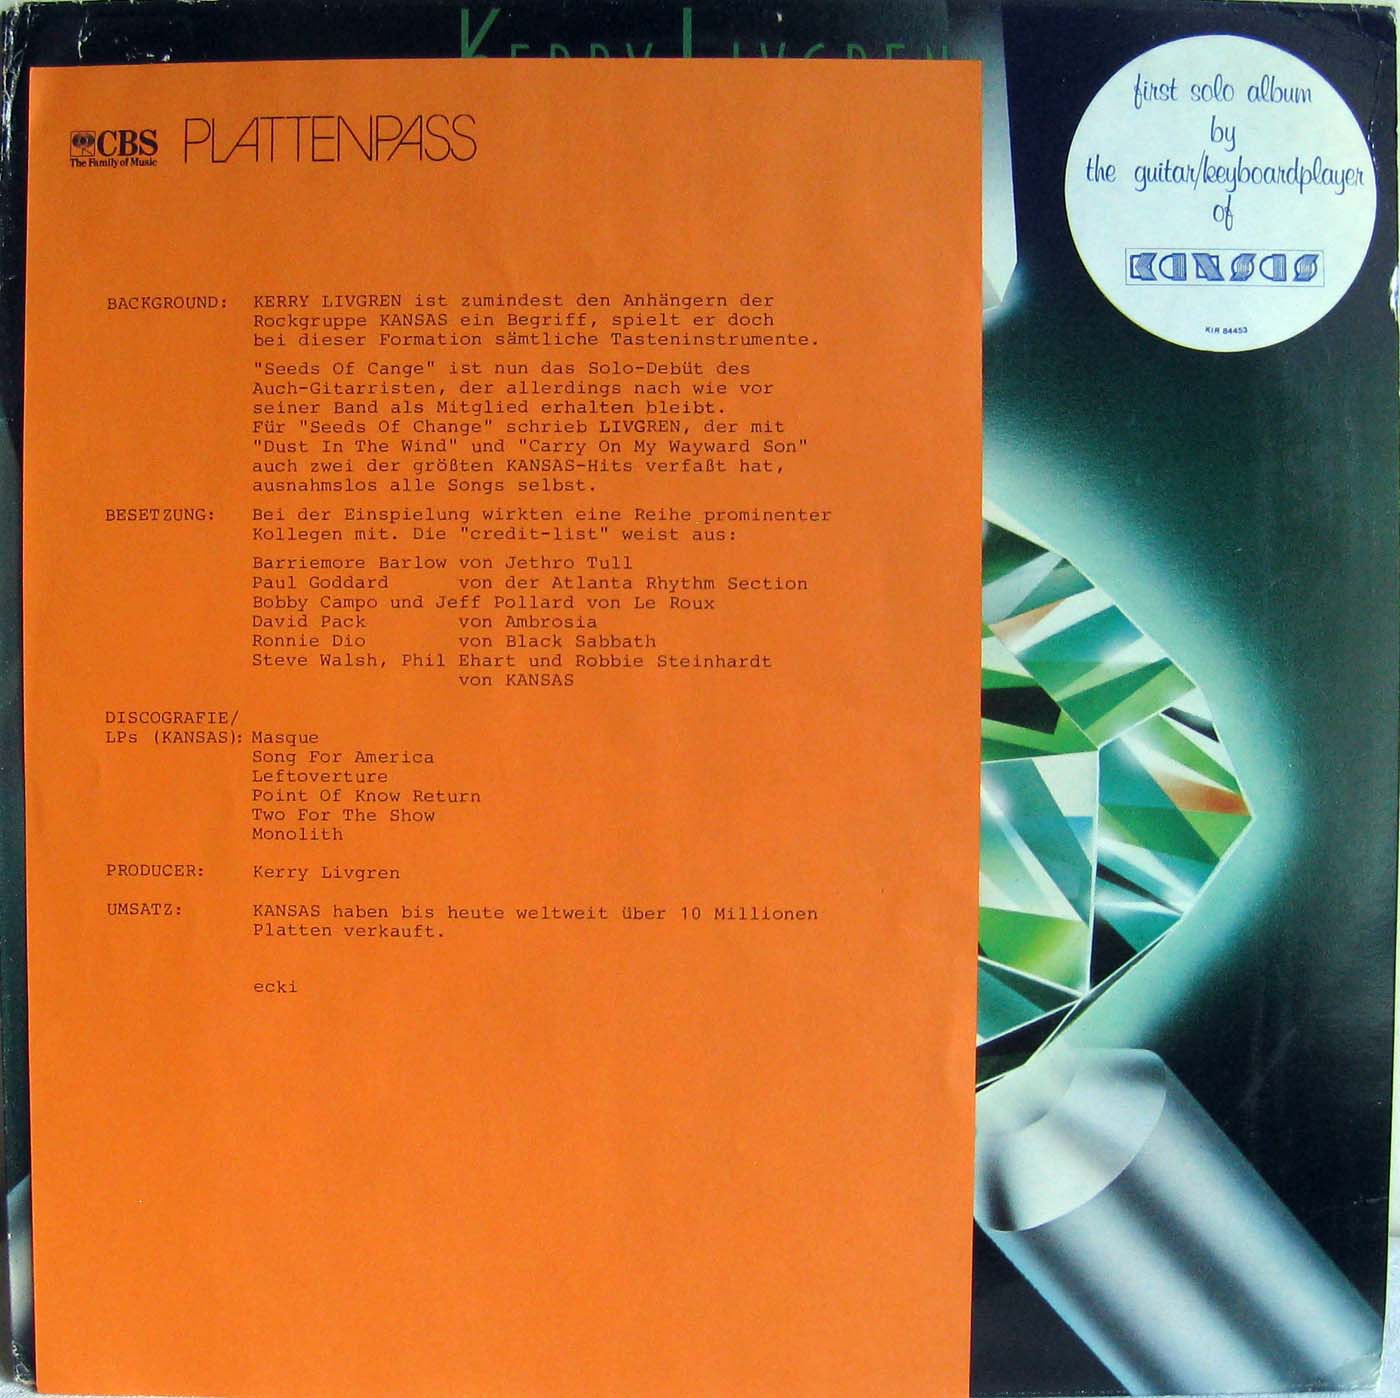 KERRY LIVGREN
first solo album
by
the guitar/keyboardplayer
of
KANSAS
KIR 84453
CBS
The Family of Music
PLATTENPASS
BACKGROUND: KERRY LIVGREN ist zumindest den Anhängern der
Rockgruppe KANSAS ein Begriff, spielt er doch
bei dieser Formation sämtliche Tasteninstrumente.
"Seeds Of Cange" ist nun das Solo-Debüt des
Auch-Gitarristen, der allerdings nach wie vor
seiner Band als Mitglied erhalten bleibt.
Für "Seeds Of Change" schrieb LIVGREN, der mit
"Dust In The Wind" und "Carry On My Wayward Son"
auch zwei der größten KANSAS-Hits verfaßt hat,
ausnahmslos alle Songs selbst.
BESETZUNG: Bei der Einspielung wirkten eine Reihe prominenter
Kollegen mit. Die "credit-list" weist aus:
Barriemore Barlow von Jethro Tull
Paul Goddard von der Atlanta Rhythm Section
Bobby Campo und Jeff Pollard von Le Roux
David Pack von Ambrosia
Ronnie Dio von Black Sabbath
Steve Walsh, Phil Ehart und Robbie Steinhardt
von KANSAS
DISCOGRAFIE/
LPs (KANSAS): Masque
Song For America
Leftoverture
Point Of Know Return
Two For The Show
Monolith
PRODUCER: Kerry Livgren
UMSATZ: KANSAS haben bis heute weltweit über 10 Millionen
Platten verkauft.
ecki